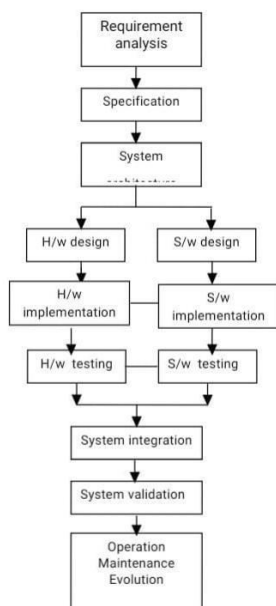 Requirement
analysis
Specification
System
H/w design
S/w design
H/w
implementation
S/w
implementation
H/w testing
S/w testing
System integration
System validation
Operation
Maintenance
Evolution